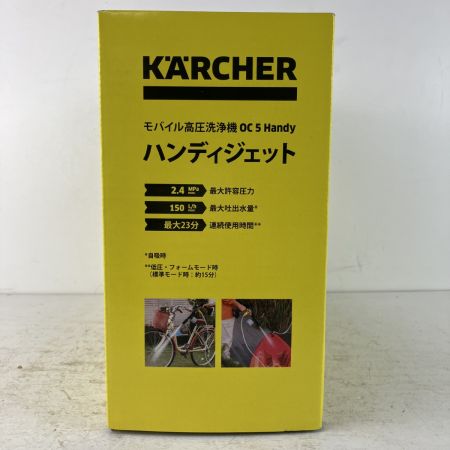 KÄRCHER
モバイル高圧洗浄機 OC 5 Handy
ハンディジェット
2.4 MPa 最大許容圧力
150 L/h 最大吐出水量*
最大23分 連続使用時間**
*自吸時
**低圧・フォームモード時
（標準モード時：約15分）